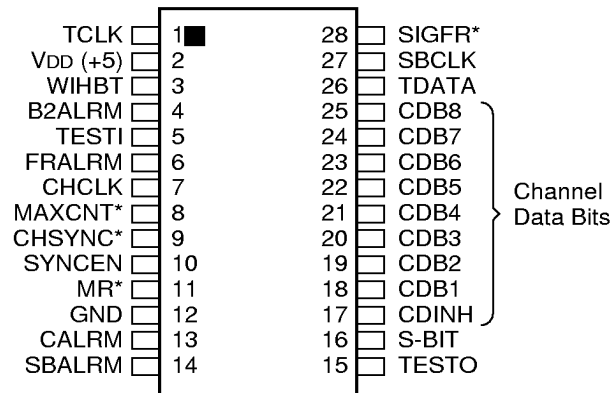 TCLK 1 28 SIGFR*
VDD (+5) 2 27 SBCLK
WIHBT 3 26 TDATA
B2ALRM 4 25 CDB8
TESTI 5 24 CDB7
FRALRM 6 23 CDB6
CHCLK 7 22 CDB5
MAXCNT* 8 21 CDB4
CHSYNC* 9 20 CDB3
SYNCEN 10 19 CDB2
MR* 11 18 CDB1
GND 12 17 CDINH
CALRM 13 16 S-BIT
SBALRM 14 15 TESTO
Channel
Data Bits